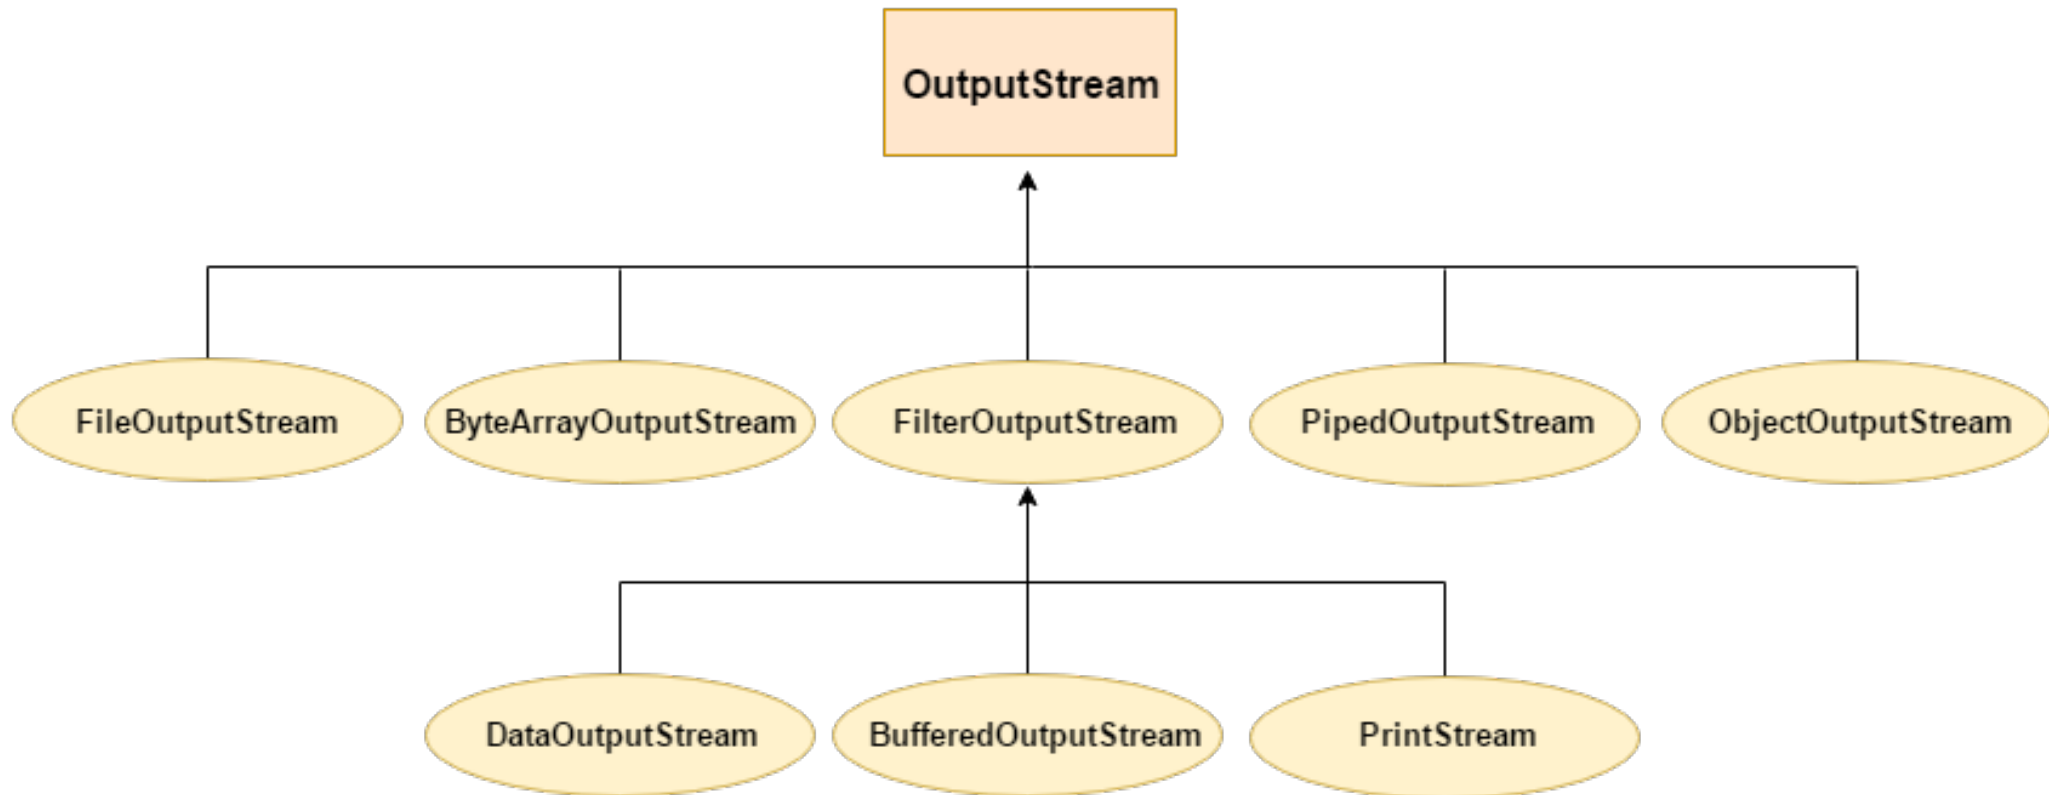 OutputStream
FileOutputStream
ByteArrayOutputStream
FilterOutputStream
PipedOutputStream
ObjectOutputStream
DataOutputStream
BufferedOutputStream
PrintStream